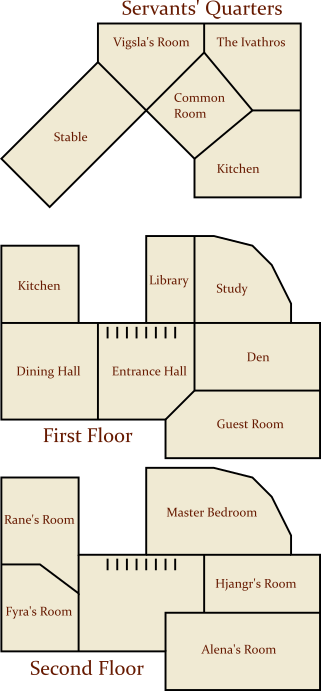 Servants' Quarters
Vigsla's Room
The Ivathros
Common
Room
Stable
Kitchen
Kitchen
Library
Study
Dining Hall
Entrance Hall
Den
Guest Room
First Floor
Rane's Room
Master Bedroom
Hjangr's Room
Fyra's Room
Alena's Room
Second Floor